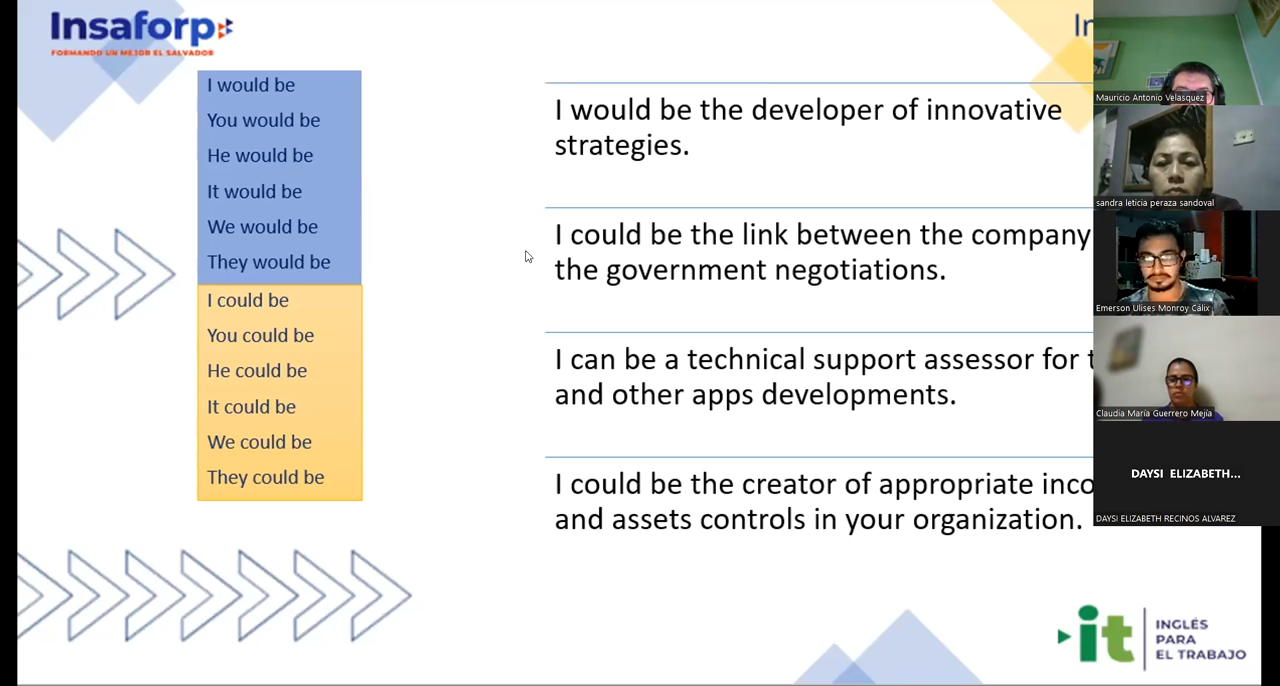 Insaforp
FORMANDO UN MEJOR EL SALVADOR
I would be
You would be
He would be
It would be
We would be
They would be
I could be
You could be
He could be
It could be
We could be
They could be
I would be the developer of innovative
strategies.
I could be the link between the company
the government negotiations.
I can be a technical support assessor for
and other apps developments.
I could be the creator of appropriate
and assets controls in your organization.
Mauricio Antonio Velasquez
sandra leticia peraza sandoval
Emerson Ulises Monroy Cálix
Claudia María Guerrero Mejía
DAYSI ELIZABETH...
DAYSI ELIZABETH RECINOS ALVAREZ
it
INGLÉS
PARA
EL TRABAJO